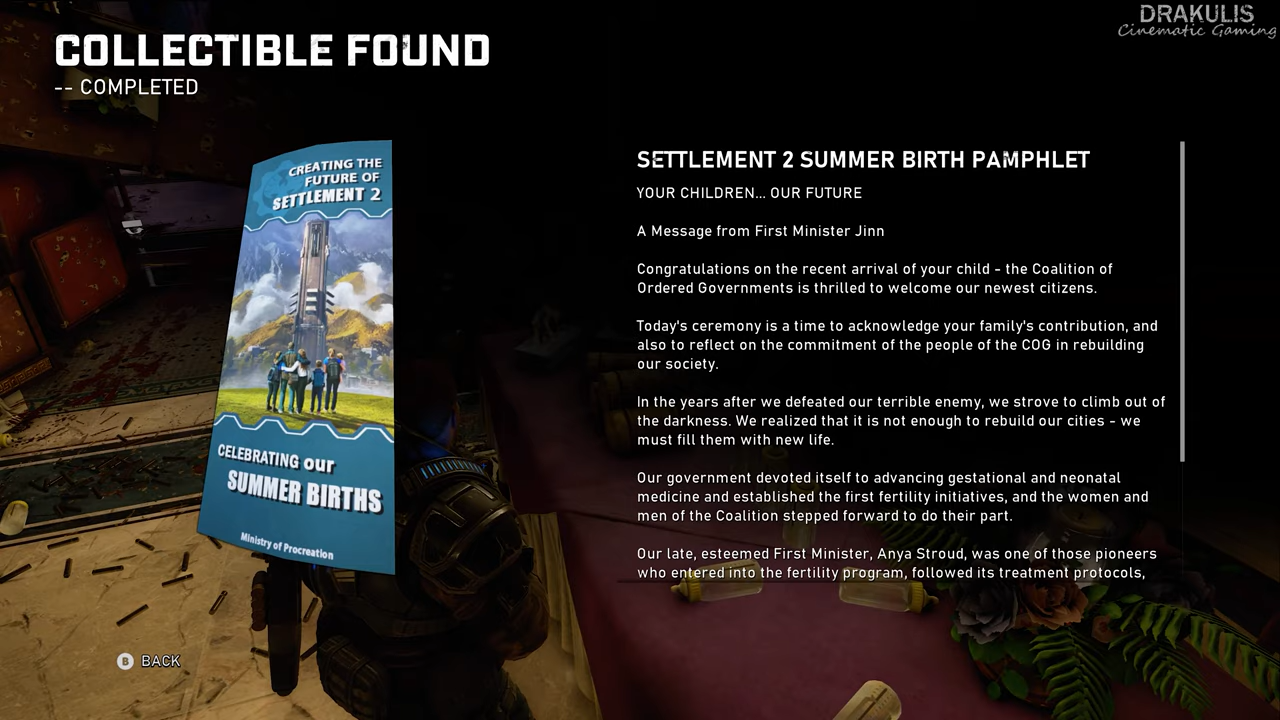 DRAKULIS
Cinematic Gaming
COLLECTIBLE FOUND
-- COMPLETED
CREATING THE
FUTURE OF
SETTLEMENT 2
CELEBRATING our
SUMMER BIRTHS
Ministry of Procreation
SETTLEMENT 2 SUMMER BIRTH PAMPHLET
YOUR CHILDREN... OUR FUTURE
A Message from First Minister Jinn
Congratulations on the recent arrival of your child - the Coalition of
Ordered Governments is thrilled to welcome our newest citizens.
Today's ceremony is a time to acknowledge your family's contribution, and
also to reflect on the commitment of the people of the COG in rebuilding
our society.
In the years after we defeated our terrible enemy, we strove to climb out of
the darkness. We realized that it is not enough to rebuild our cities - we
must fill them with new life.
Our government devoted itself to advancing gestational and neonatal
medicine and established the first fertility initiatives, and the women and
men of the Coalition stepped forward to do their part.
Our late, esteemed First Minister, Anya Stroud, was one of those pioneers
who entered into the fertility program, followed its treatment protocols,
B BACK